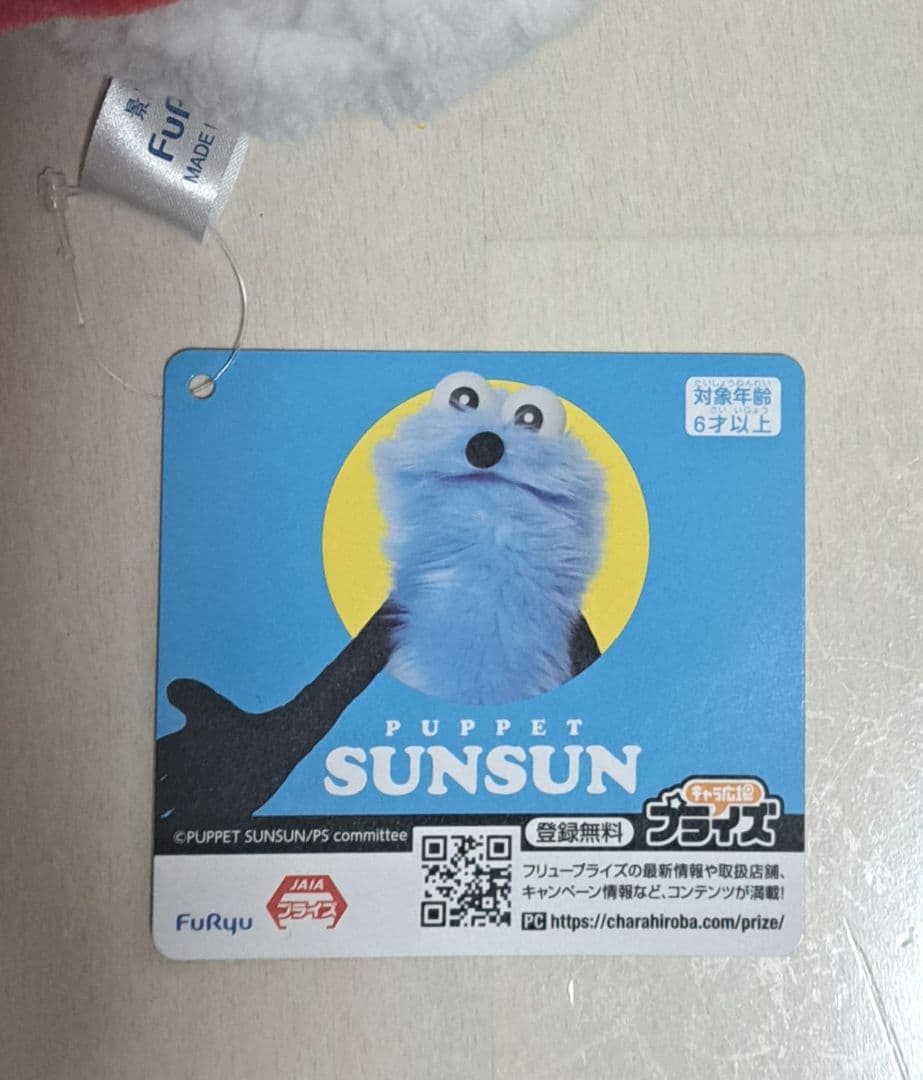 景
FuR
MADE
たいしょうねんれい
対象年齢
さい いじょう
6才以上
PUPPET
SUNSUN
©PUPPET SUNSUN/PS committee
登録無料
キャラ広場
プライズ
フリュープライズの最新情報や取扱店舗、
キャンペーン情報など、コンテンツが満載!
PC https://charahiroba.com/prize/
FuRyu
JAIA
プライズ